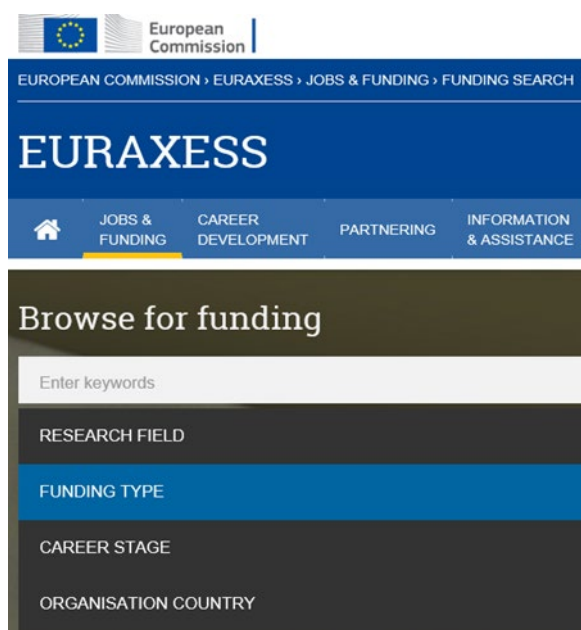 European
Commission
EUROPEAN COMMISSION › EURAXESS › JOBS & FUNDING › FUNDING SEARCH
EURAXESS
JOBS &
FUNDING
CAREER
DEVELOPMENT
PARTNERING
INFORMATION
& ASSISTANCE
Browse for funding
Enter keywords
RESEARCH FIELD
FUNDING TYPE
CAREER STAGE
ORGANISATION COUNTRY